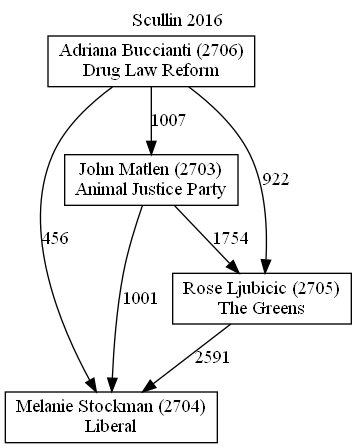 Scullin 2016
Adriana Buccianti (2706)
Drug Law Reform
1007
John Matlen (2703)
Animal Justice Party
922
456
1754
1001
Rose Ljubicic (2705)
The Greens
2591
Melanie Stockman (2704)
Liberal